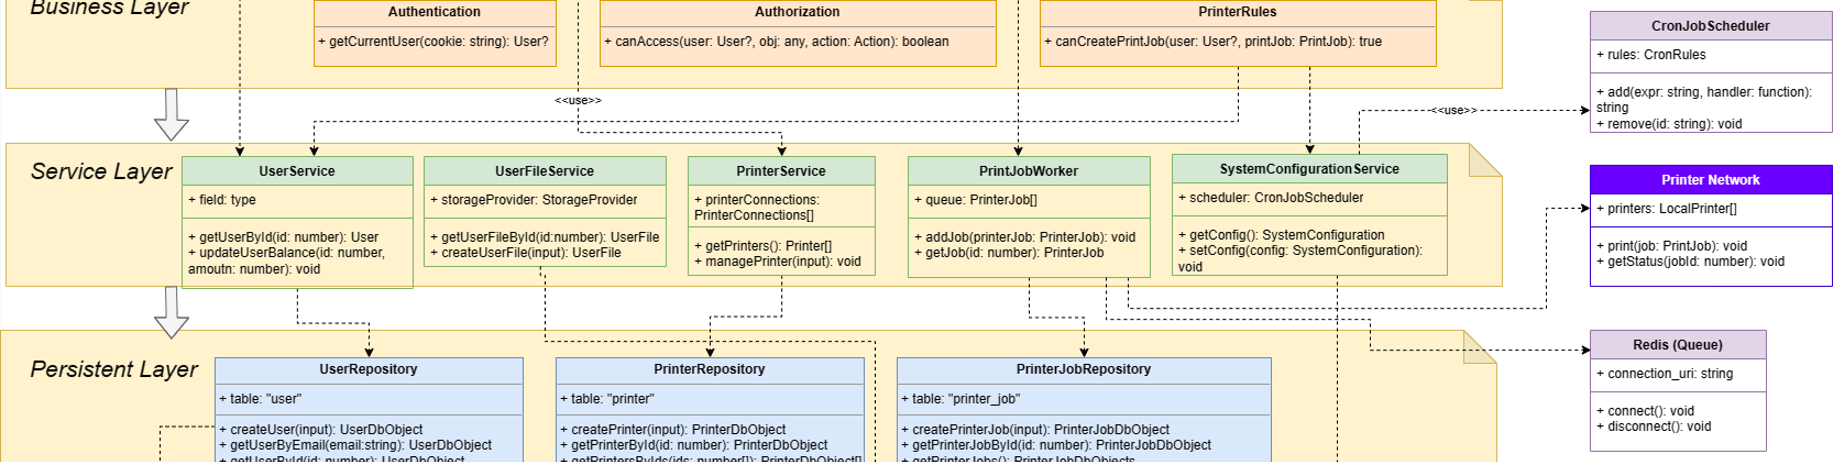 Business Layer
Authentication
+ getCurrentUser(cookie: string): User?
Authorization
+ canAccess(user: User?, obj: any, action: Action): boolean
PrinterRules
+ canCreatePrintJob(user: User?, printJob: PrintJob): true
CronJobScheduler
+ rules: CronRules
+ add(expr: string, handler: function):
string
+ remove(id: string): void
<<use>>
<<use>>
Service Layer
UserService
+ field: type
+ getUserById(id: number): User
+ updateUserBalance(id: number,
amoutn: number): void
UserFileService
+ storageProvider: StorageProvider
+ getUserFileById(id:number): UserFile
+ createUserFile(input): UserFile
PrinterService
+ printerConnections:
PrinterConnections[]
+ getPrinters(): Printer[]
+ managePrinter(input): void
PrintJobWorker
+ queue: PrinterJob[]
+ addJob(printerJob: PrinterJob): void
+ getJob(id: number): PrinterJob
SystemConfigurationService
+ scheduler: CronJobScheduler
+ getConfig(): SystemConfiguration
+ setConfig(config: SystemConfiguration):
void
Printer Network
+ printers: LocalPrinter[]
+ print(job: PrintJob): void
+ getStatus(jobId: number): void
Persistent Layer
UserRepository
+ table: "user"
+ createUser(input): UserDbObject
+ getUserByEmail(email:string): UserDbObject
+ getUserById(id: number): UserDbObject
PrinterRepository
+ table: "printer"
+ createPrinter(input): PrinterDbObject
+ getPrinterById(id: number): PrinterDbObject
+ getPrintersByIds(ids: number[]): PrinterDbObject[]
PrinterJobRepository
+ table: "printer_job"
+ createPrinterJob(input): PrinterJobDbObject
+ getPrinterJobById(id: number): PrinterJobDbObject
+ getPrinterJobs(): PrinterJobDbObjects
Redis (Queue)
+ connection_uri: string
+ connect(): void
+ disconnect(): void